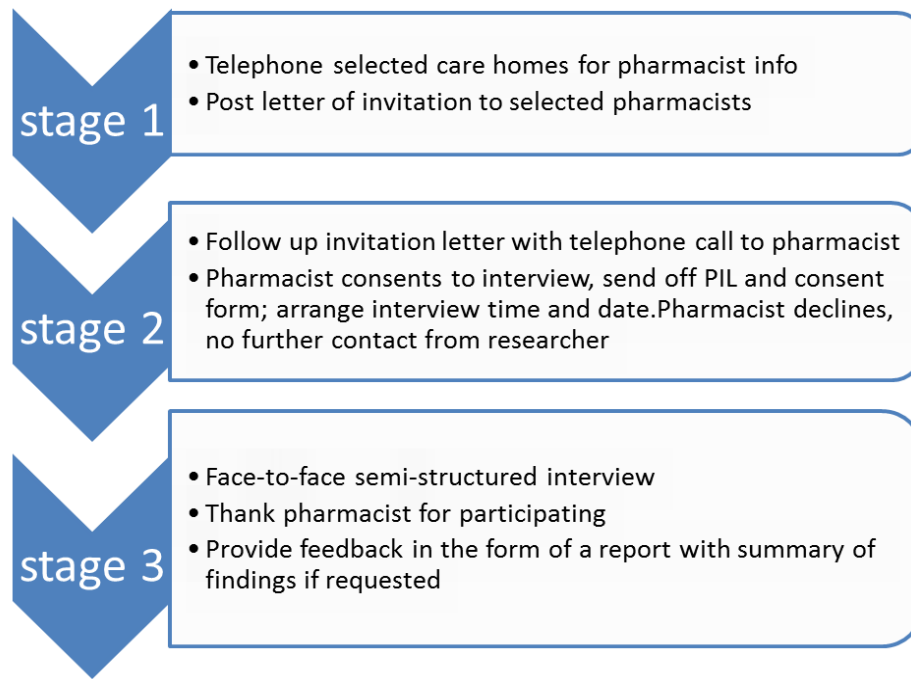 stage 1
• Telephone selected care homes for pharmacist info
• Post letter of invitation to selected pharmacists
stage 2
• Follow up invitation letter with telephone call to pharmacist
• Pharmacist consents to interview, send off PIL and consent
form; arrange interview time and date.Pharmacist declines,
no further contact from researcher
stage 3
• Face-to-face semi-structured interview
• Thank pharmacist for participating
• Provide feedback in the form of a report with summary of
findings if requested